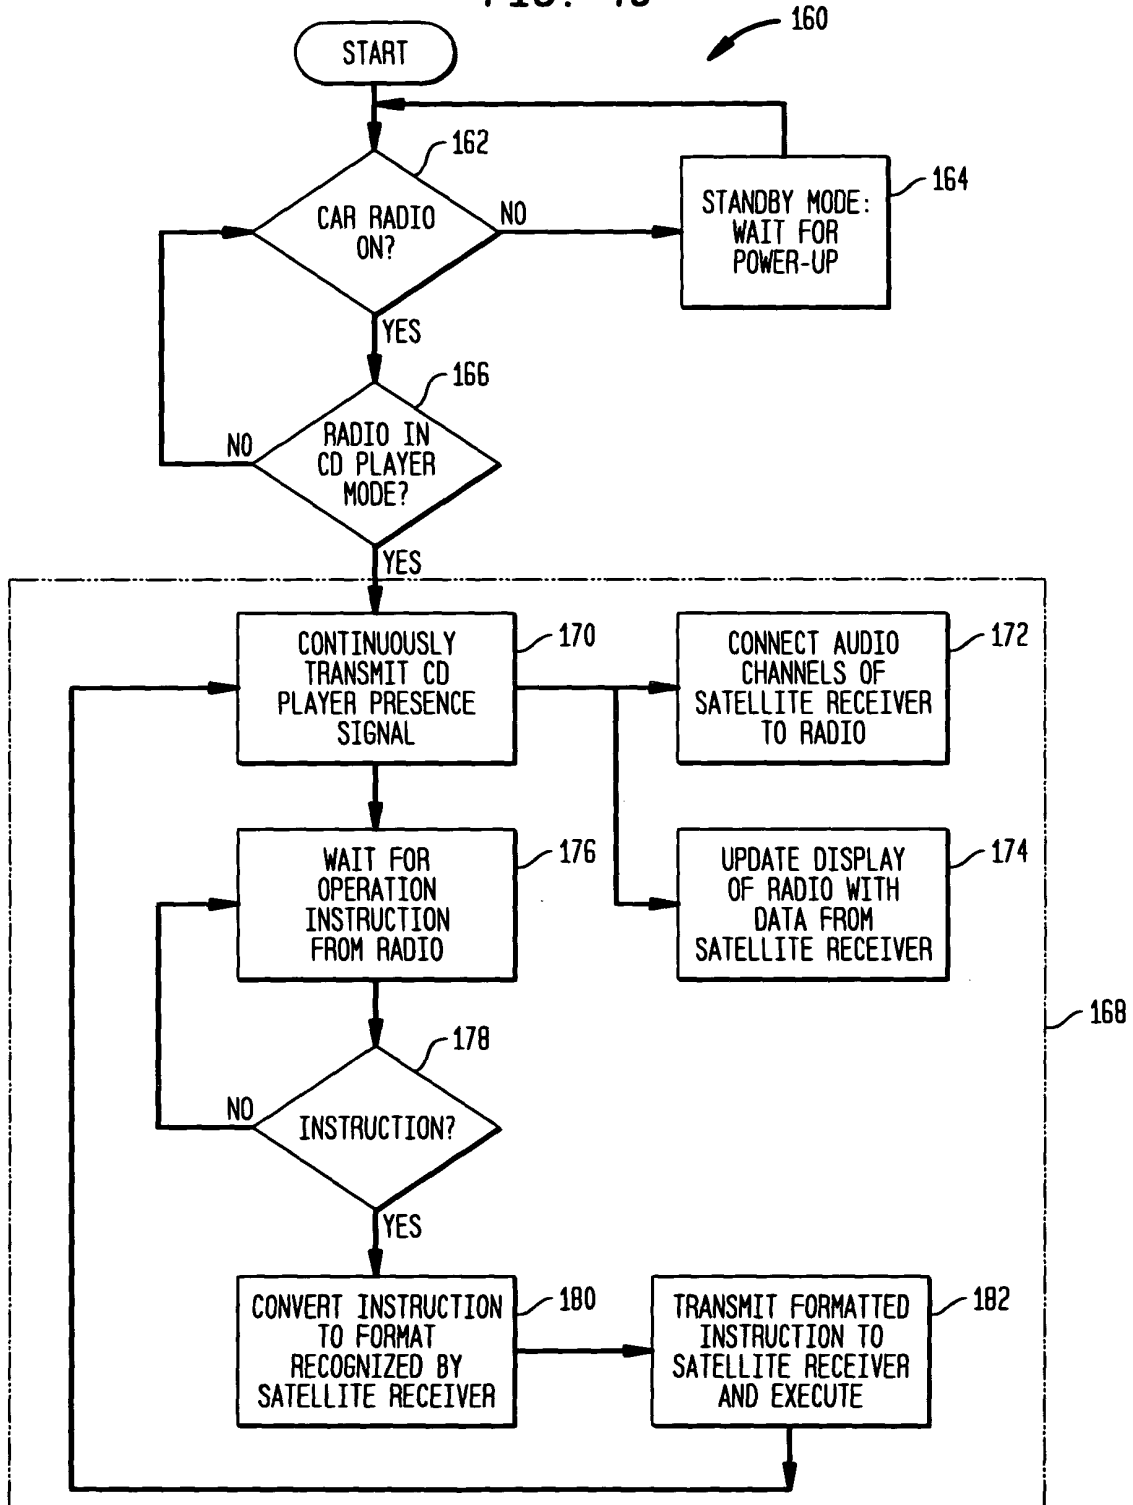 160
START
162
CAR RADIO
ON?
NO
164
STANDBY MODE:
WAIT FOR
POWER-UP
YES
166
RADIO IN
CD PLAYER
MODE?
NO
YES
170
CONTINUOUSLY
TRANSMIT CD
PLAYER PRESENCE
SIGNAL
172
CONNECT AUDIO
CHANNELS OF
SATELLITE RECEIVER
TO RADIO
176
WAIT FOR
OPERATION
INSTRUCTION
FROM RADIO
174
UPDATE DISPLAY
OF RADIO WITH
DATA FROM
SATELLITE RECEIVER
168
178
INSTRUCTION?
NO
YES
180
CONVERT INSTRUCTION
TO FORMAT
RECOGNIZED BY
SATELLITE RECEIVER
182
TRANSMIT FORMATTED
INSTRUCTION TO
SATELLITE RECEIVER
AND EXECUTE